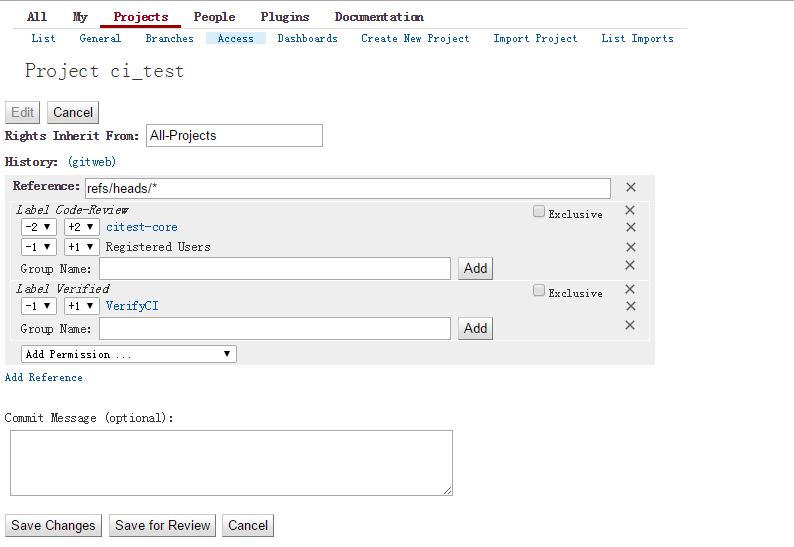 All My Projects People Plugins Documentation
List General Branches Access Dashboards Create New Project Import Project List Imports
Project ci_test
Edit Cancel
Rights Inherit From: All-Projects
History: (gitweb)
Reference: refs/heads/*
Label Code-Review Exclusive
-2 +2 citest-core
-1 +1 Registered Users
Group Name: Add
Label Verified Exclusive
-1 +1 VerifyCI
Group Name: Add
Add Permission ...
Add Reference
Commit Message (optional):
Save Changes Save for Review Cancel